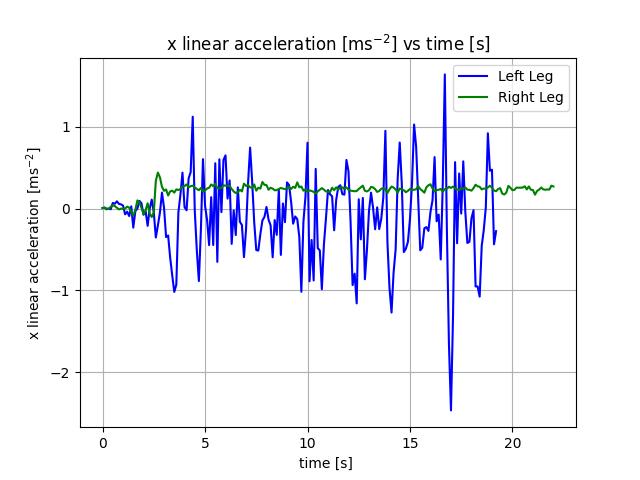 x linear acceleration [ms⁻²] vs time [s]
Left Leg
Right Leg
x linear acceleration [ms⁻²]
1
0
−1
−2
0 5 10 15 20
time [s]